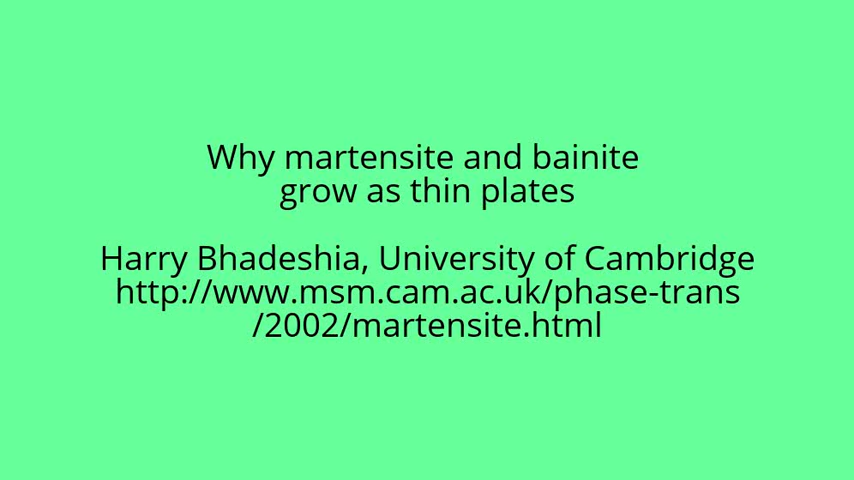 Why martensite and bainite
grow as thin plates
Harry Bhadeshia, University of Cambridge
http://www.msm.cam.ac.uk/phase-trans
/2002/martensite.html